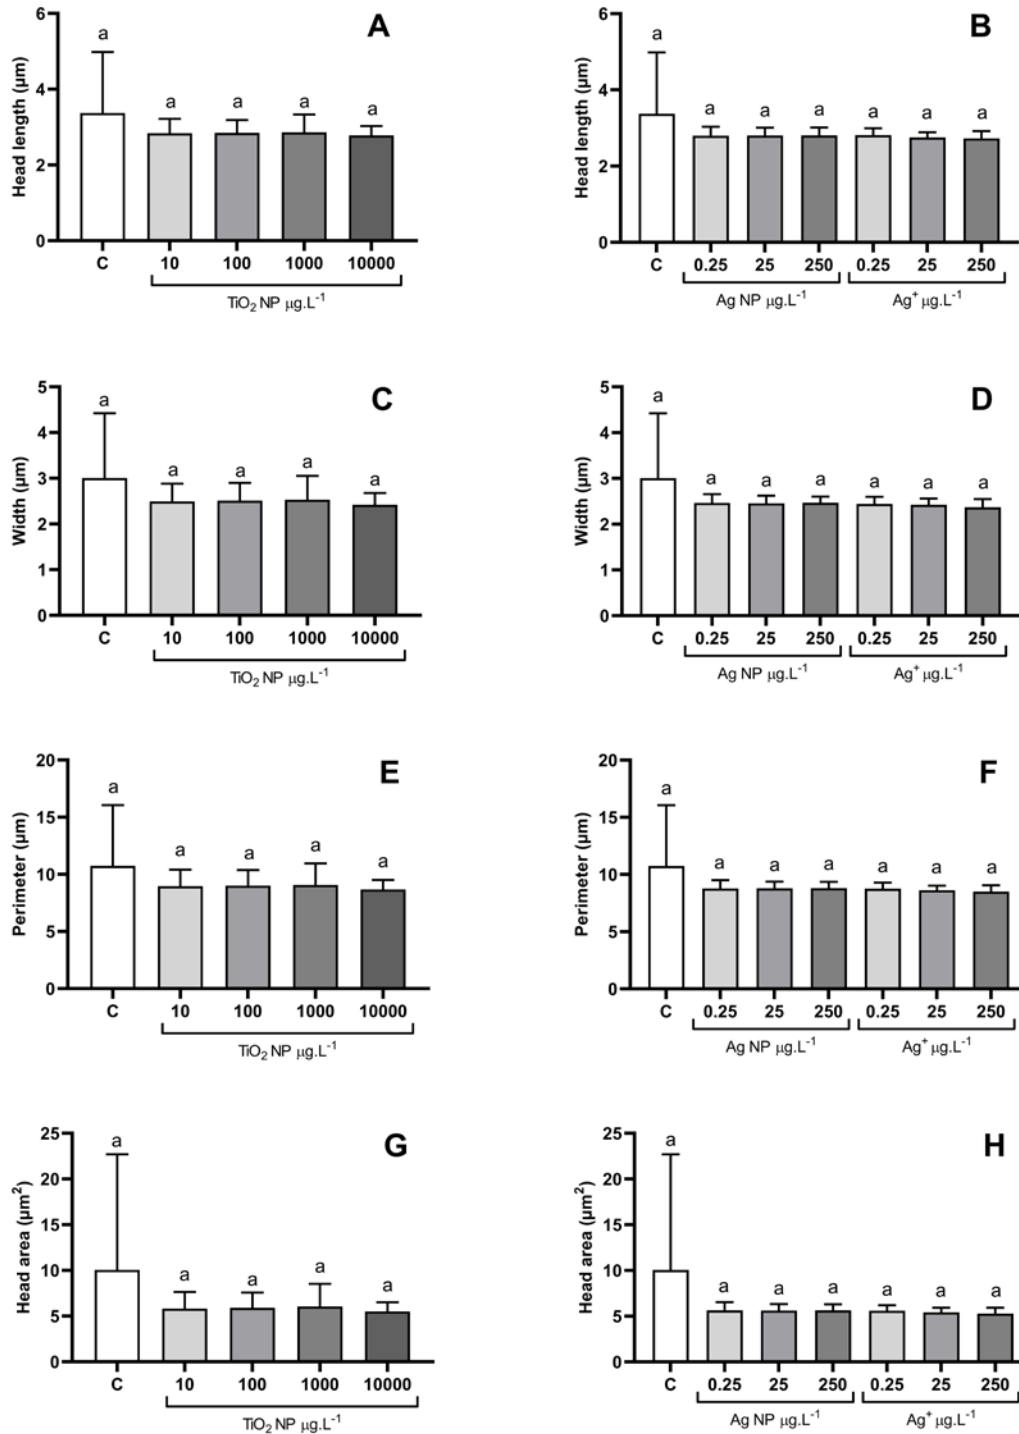 A
Head length (µm)
6
4
2
0
a a a a a
C 10 100 1000 10000
TiO₂ NP µg.L⁻¹
B
Head length (µm)
6
4
2
0
a a a a a a a
C 0.25 25 250 0.25 25 250
Ag NP µg.L⁻¹ Ag⁺ µg.L⁻¹
C
Width (µm)
5
4
3
2
1
0
a a a a a
C 10 100 1000 10000
TiO₂ NP µg.L⁻¹
D
Width (µm)
5
4
3
2
1
0
a a a a a a a
C 0.25 25 250 0.25 25 250
Ag NP µg.L⁻¹ Ag⁺ µg.L⁻¹
E
Perimeter (µm)
20
15
10
5
0
a a a a a
C 10 100 1000 10000
TiO₂ NP µg.L⁻¹
F
Perimeter (µm)
20
15
10
5
0
a a a a a a a
C 0.25 25 250 0.25 25 250
Ag NP µg.L⁻¹ Ag⁺ µg.L⁻¹
G
Head area (µm²)
25
20
15
10
5
0
a a a a a
C 10 100 1000 10000
TiO₂ NP µg.L⁻¹
H
Head area (µm²)
25
20
15
10
5
0
a a a a a a a
C 0.25 25 250 0.25 25 250
Ag NP µg.L⁻¹ Ag⁺ µg.L⁻¹